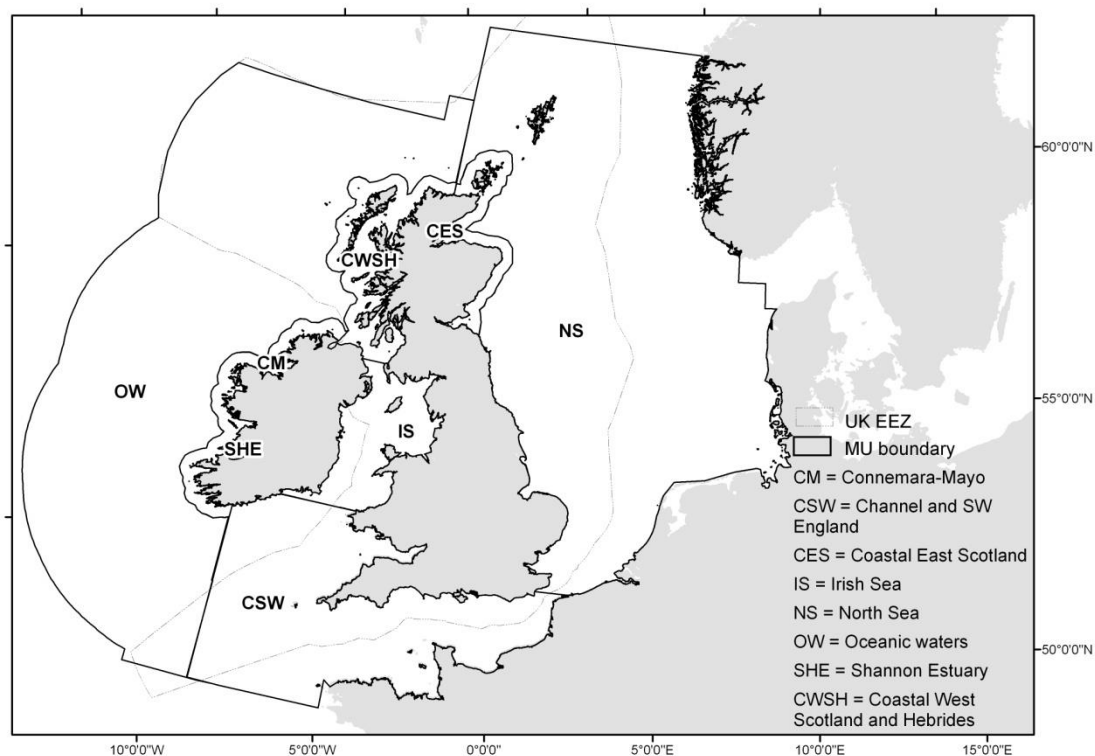 60°0'0"N
CES
CWSH
NS
CM
OW
55°0'0"N
IS
SHE
UK EEZ
MU boundary
CM = Connemara-Mayo
CSW = Channel and SW
England
CES = Coastal East Scotland
IS = Irish Sea
CSW
NS = North Sea
OW = Oceanic waters
50°0'0"N
SHE = Shannon Estuary
CWSH = Coastal West
Scotland and Hebrides
10°0'0"W
5°0'0"W
0°0'0"
5°0'0"E
10°0'0"E
15°0'0"E